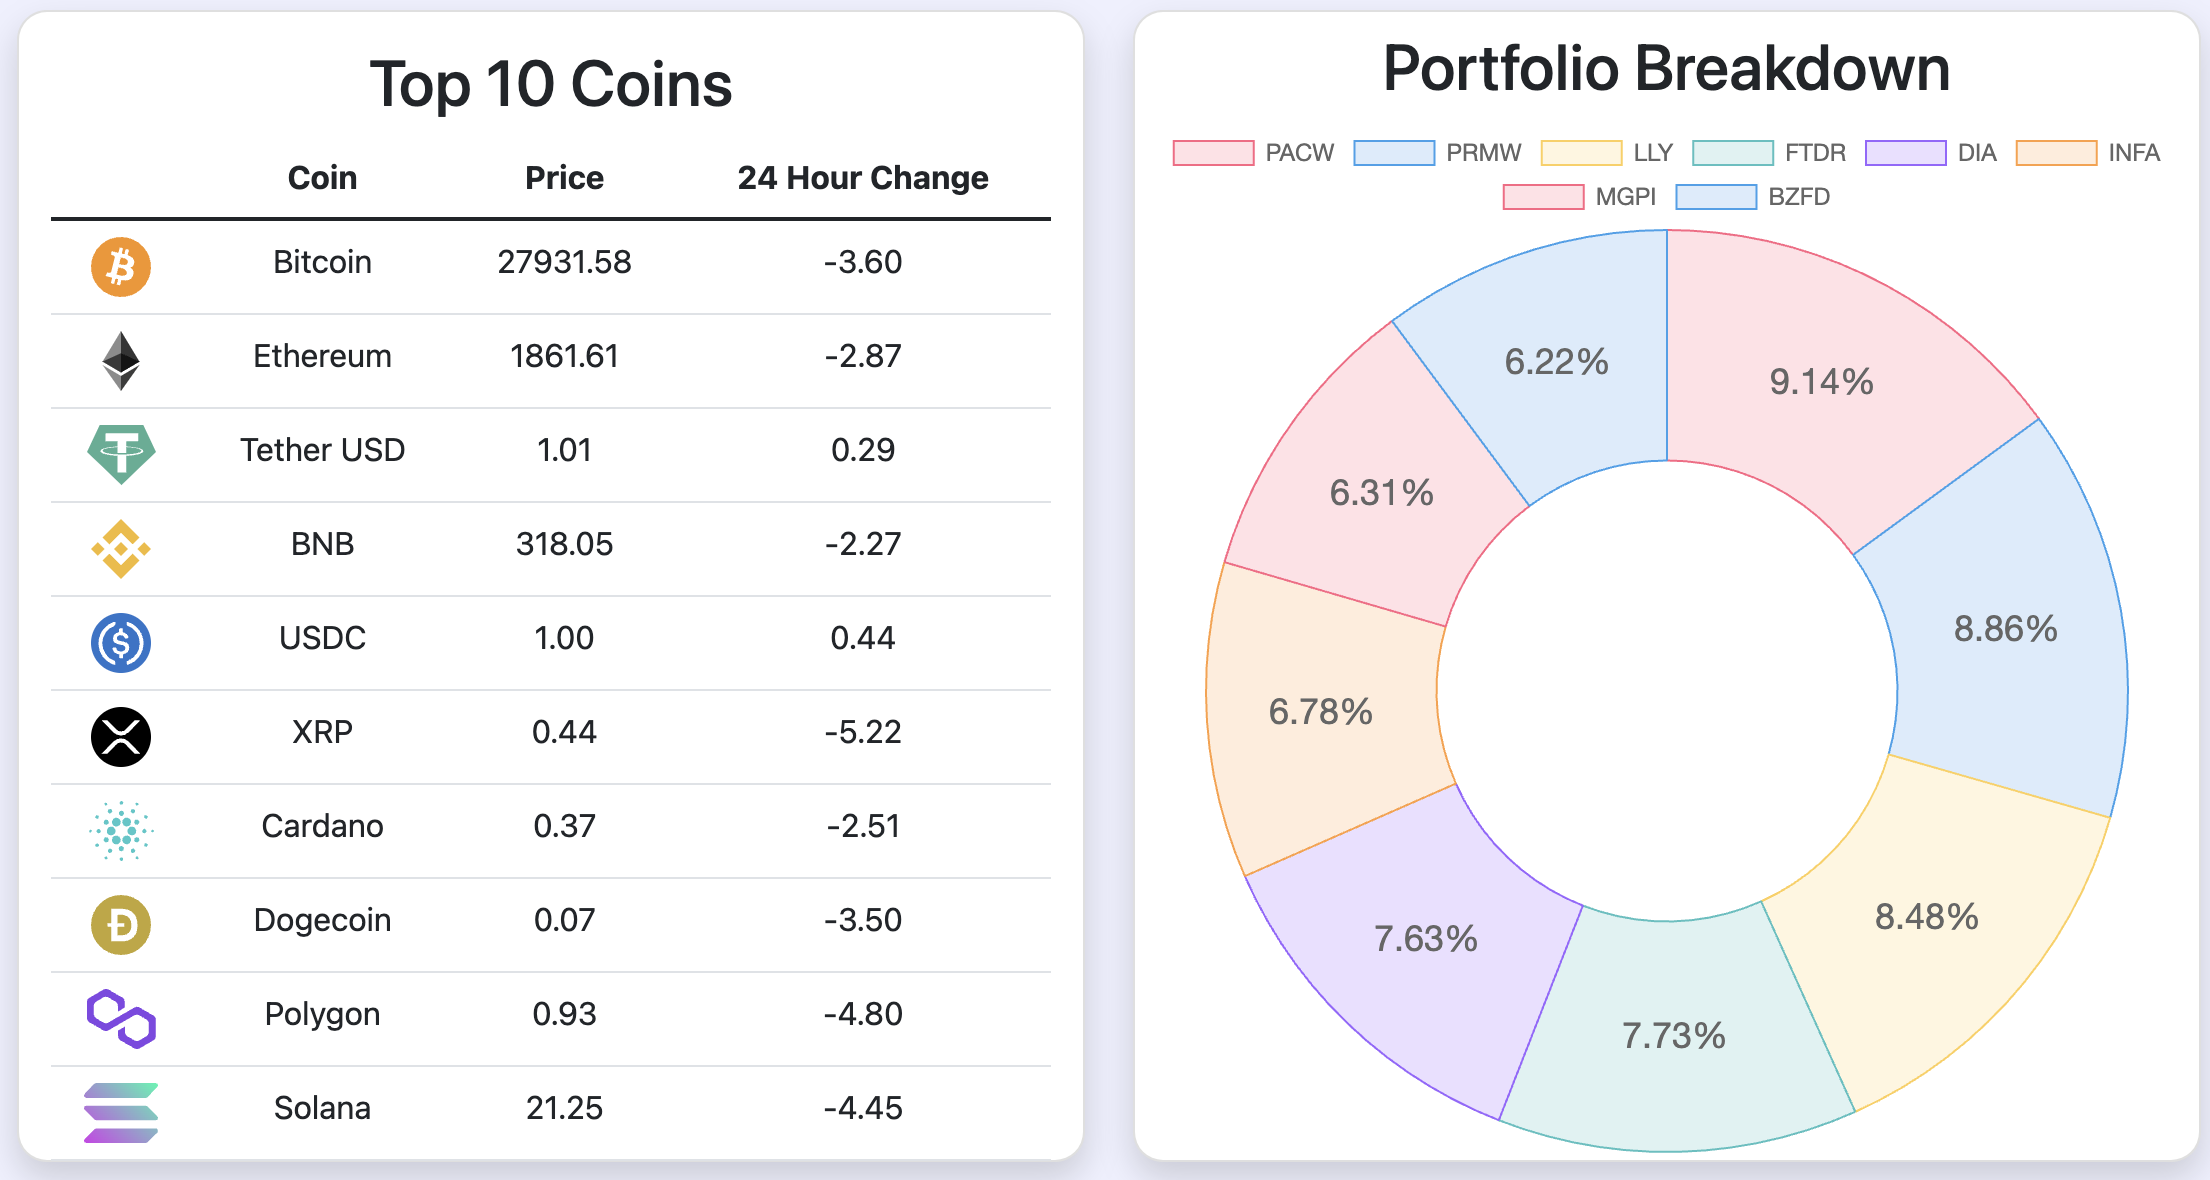 Top 10 Coins
Coin Price 24 Hour Change
Bitcoin 27931.58 -3.60
Ethereum 1861.61 -2.87
Tether USD 1.01 0.29
BNB 318.05 -2.27
USDC 1.00 0.44
XRP 0.44 -5.22
Cardano 0.37 -2.51
Dogecoin 0.07 -3.50
Polygon 0.93 -4.80
Solana 21.25 -4.45
Portfolio Breakdown
PACW PRMW LLY FTDR DIA INFA
MGPI BZFD
6.22%
9.14%
6.31%
8.86%
6.78%
8.48%
7.63%
7.73%